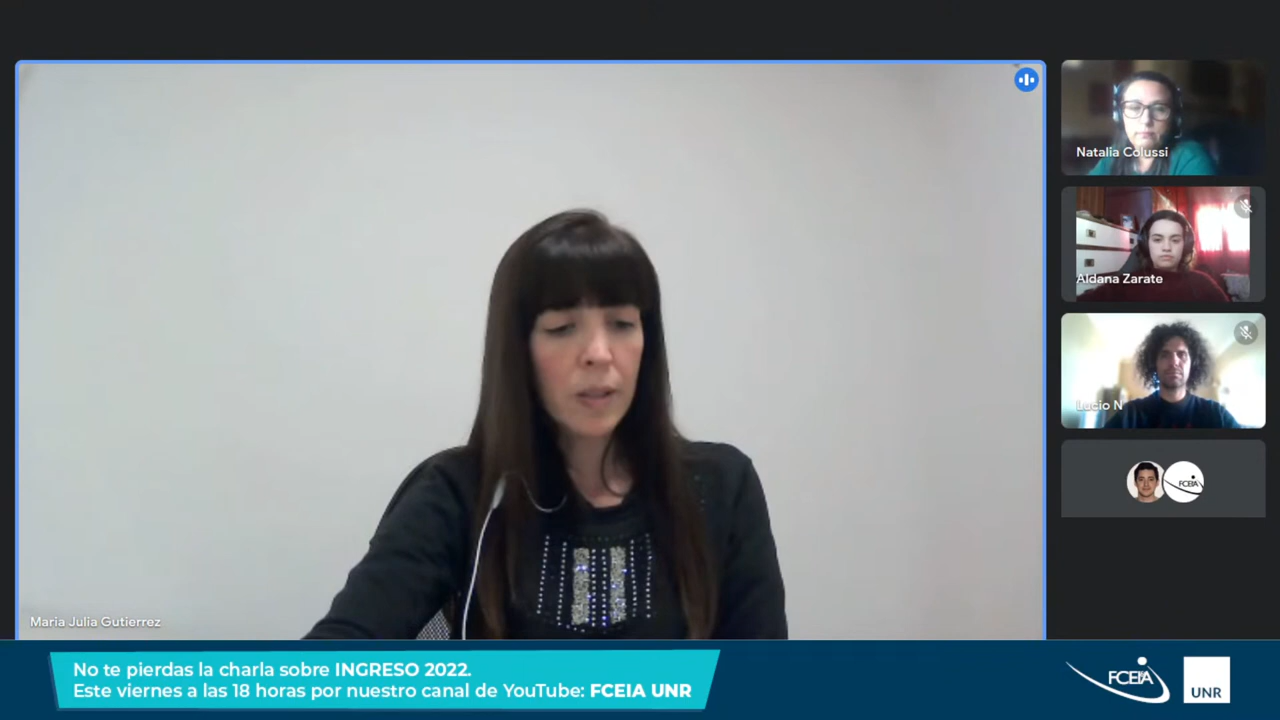 Natalia Colussi
Aldana Zarate
Lucio N
FCEIA
Maria Julia Gutierrez
No te pierdas la charla sobre INGRESO 2022.
Este viernes a las 18 horas por nuestro canal de YouTube: FCEIA UNR
FCEIA
UNR